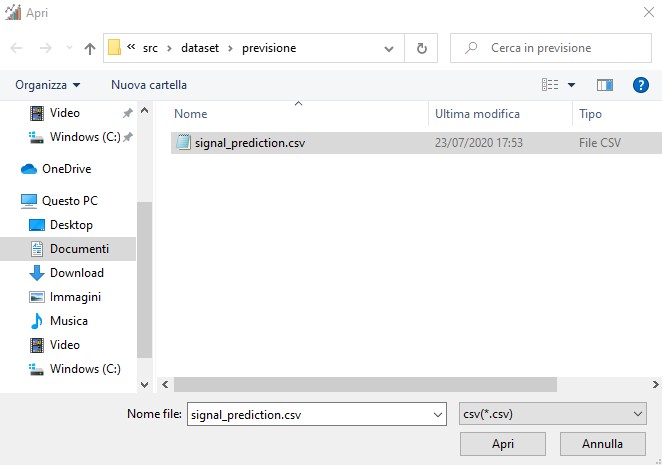 Apri
« src › dataset › previsione
Cerca in previsione
Organizza
Nuova cartella
Video
Windows (C:)
OneDrive
Questo PC
Desktop
Documenti
Download
Immagini
Musica
Video
Windows (C:)
Nome Ultima modifica Tipo
signal_prediction.csv 23/07/2020 17:53 File CSV
Nome file: signal_prediction.csv csv(*.csv)
Apri Annulla